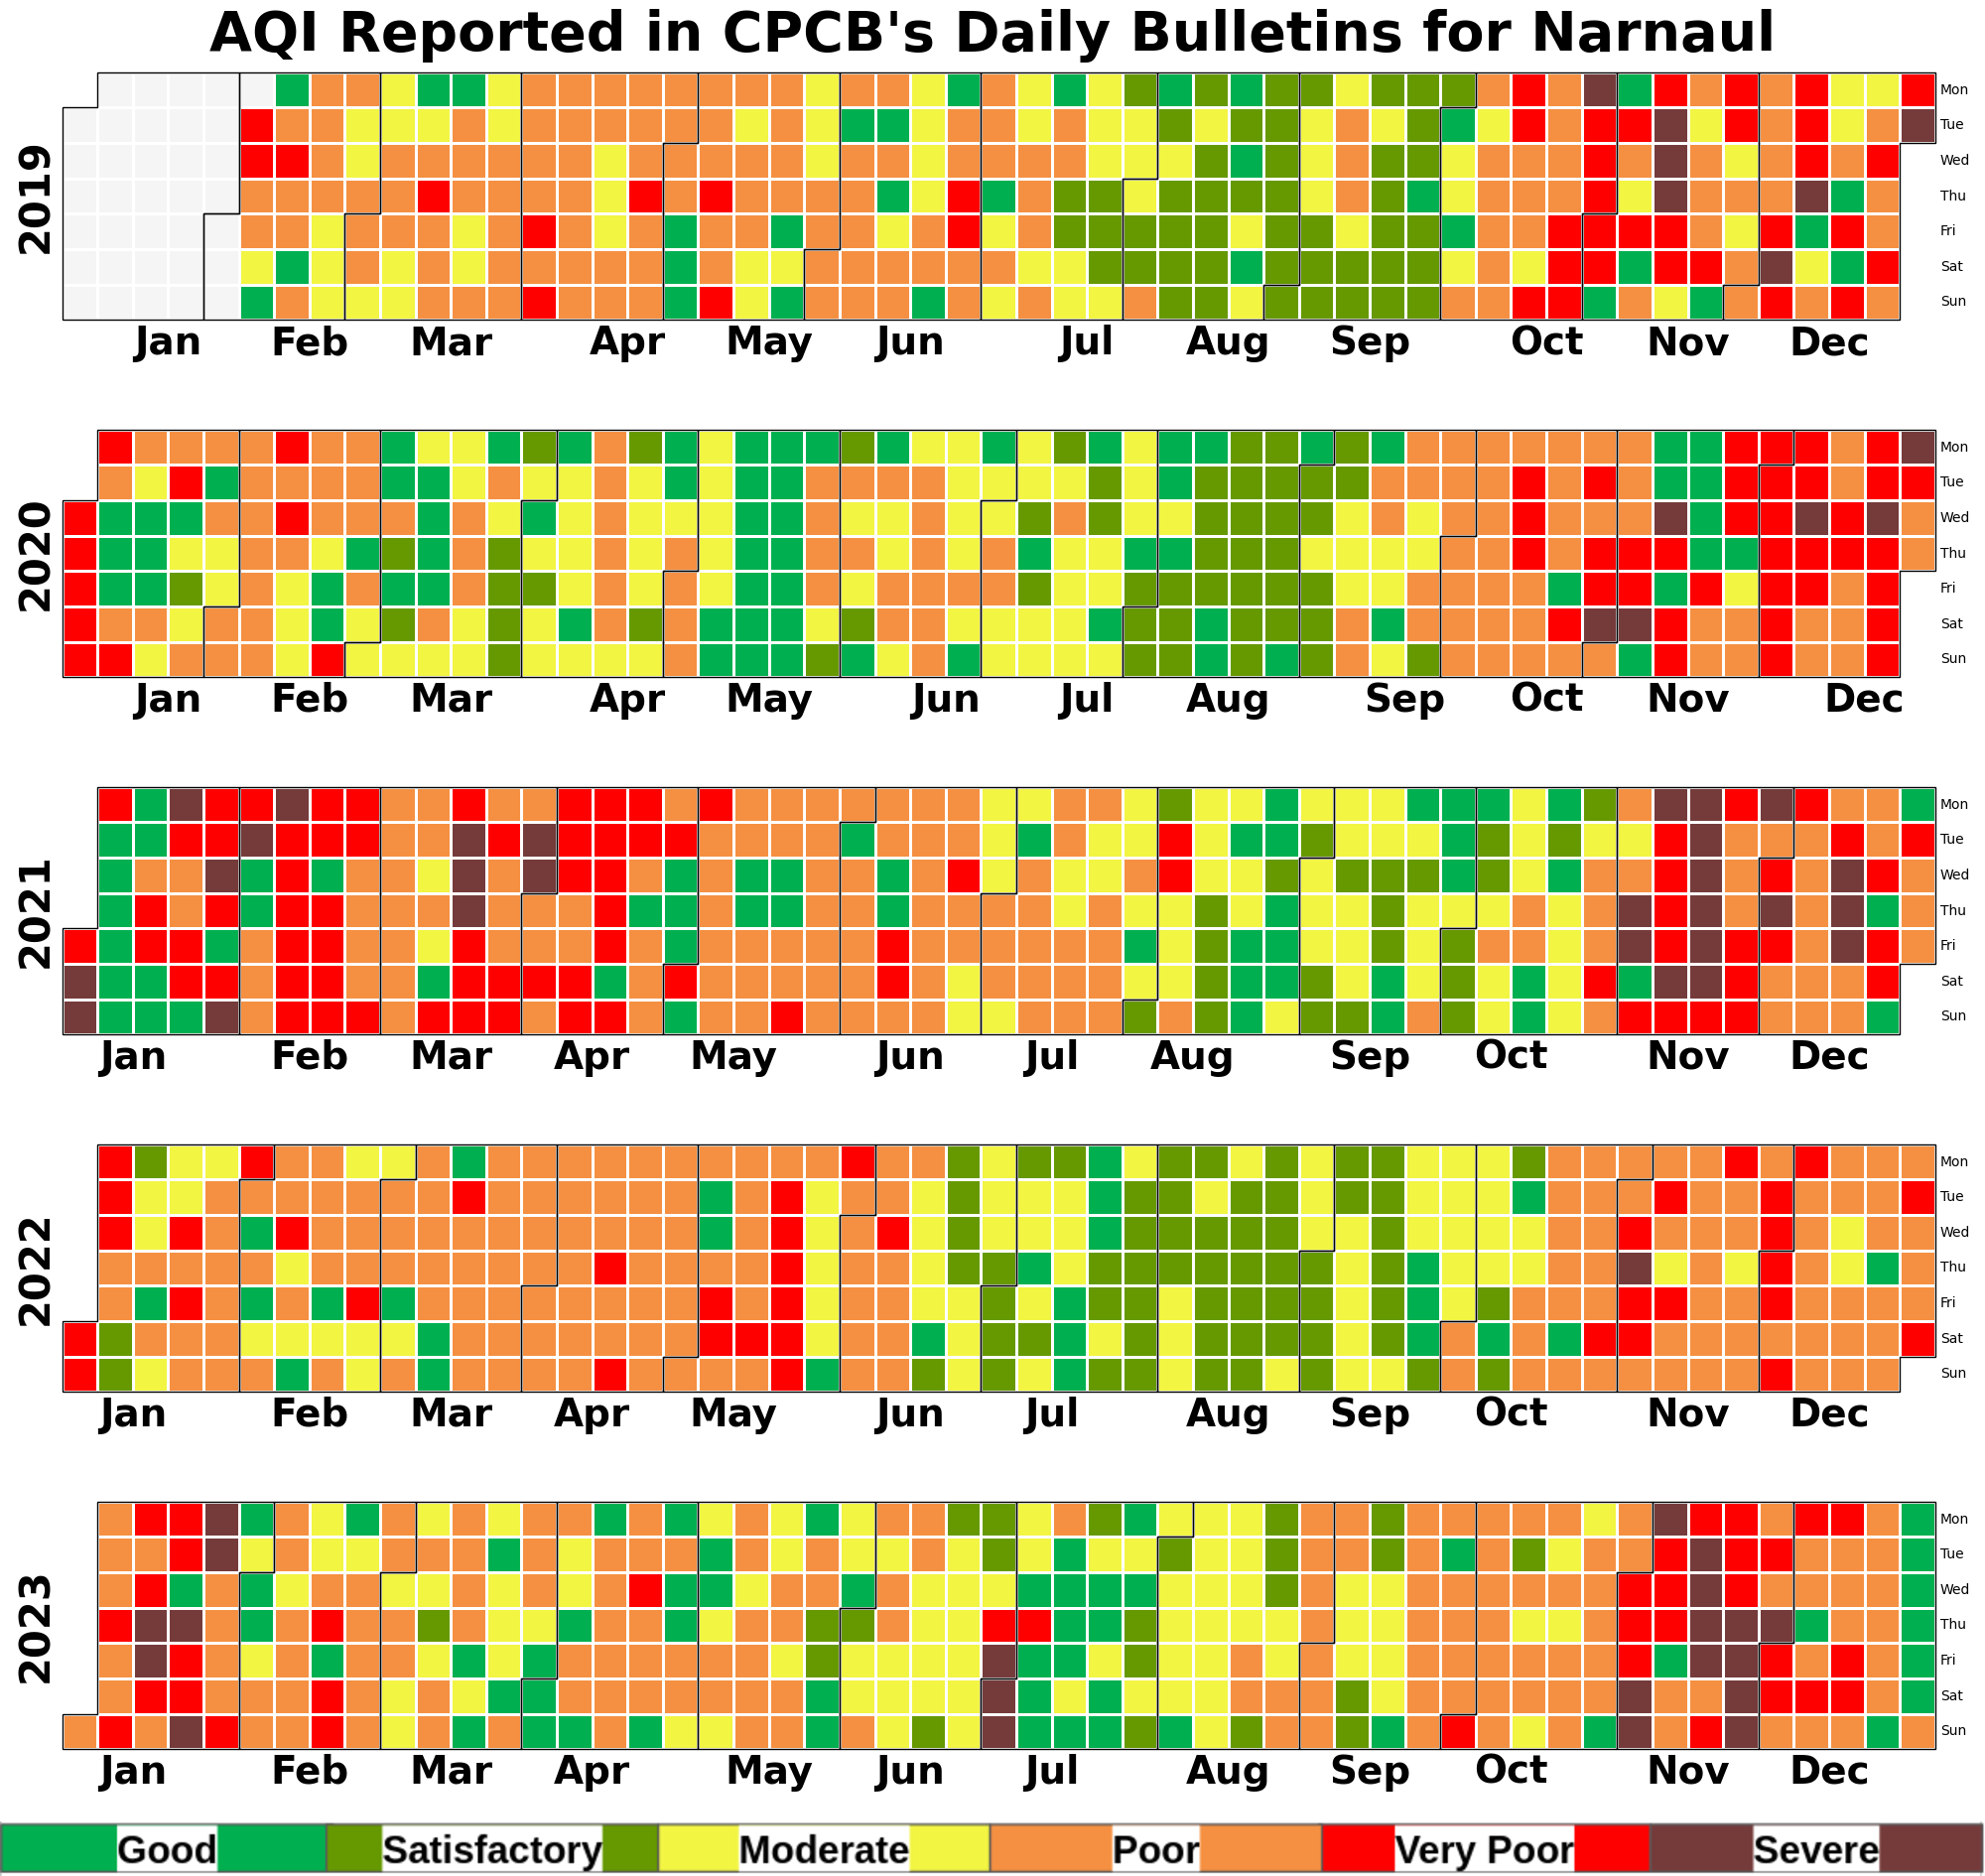 AQI Reported in CPCB's Daily Bulletins for Narnaul
2019
Mon
Tue
Wed
Thu
Fri
Sat
Sun
Jan Feb Mar Apr May Jun Jul Aug Sep Oct Nov Dec
2020
Mon
Tue
Wed
Thu
Fri
Sat
Sun
Jan Feb Mar Apr May Jun Jul Aug Sep Oct Nov Dec
2021
Mon
Tue
Wed
Thu
Fri
Sat
Sun
Jan Feb Mar Apr May Jun Jul Aug Sep Oct Nov Dec
2022
Mon
Tue
Wed
Thu
Fri
Sat
Sun
Jan Feb Mar Apr May Jun Jul Aug Sep Oct Nov Dec
2023
Mon
Tue
Wed
Thu
Fri
Sat
Sun
Jan Feb Mar Apr May Jun Jul Aug Sep Oct Nov Dec
Good Satisfactory Moderate Poor Very Poor Severe